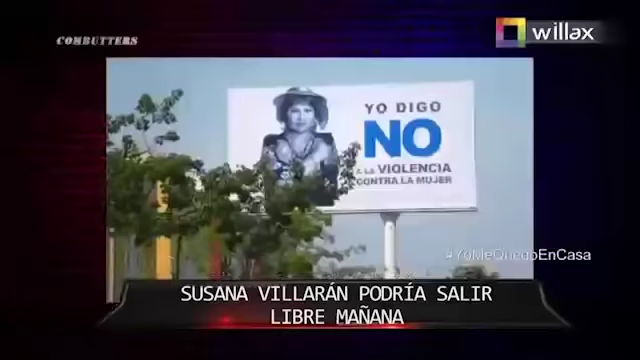 COMBUTTERS
willax
YO DIGO
NO
A LA VIOLENCIA
CONTRA LA MUJER
#YoMeQuedoEnCasa
SUSANA VILLARÁN PODRÍA SALIR
LIBRE MAÑANA